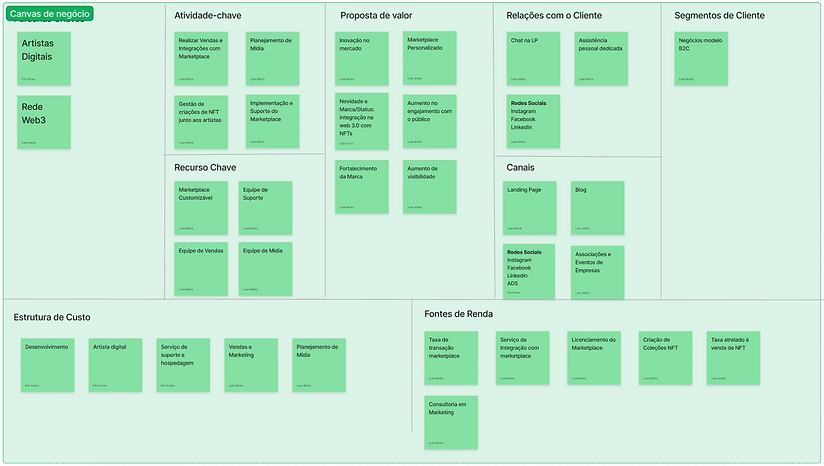 Canvas de negócio
Artistas
Digitais
Rede
Web3
Atividade-chave
Realizar Vendas e
Integrações com
Marketplace
Planejamento de
Mídia
Gestão de
criações de NFT
junto aos artistas
Implementação e
Suporte do
Marketplace
Recurso Chave
Marketplace
Customizável
Equipe de
Suporte
Equipe de Vendas
Equipe de Mídia
Proposta de valor
Inovação no
mercado
Marketplace
Personalizado
Novidade e
Marca/Status:
integração na
web 3.0 com
NFTs
Aumento no
engajamento com
o público
Fortalecimento
da Marca
Aumento de
visibilidade
Relações com o Cliente
Chat na LP
Assistência
pessoal dedicada
Redes Sociais
Instagram
Facebook
Linkedin
Canais
Landing Page
Blog
Redes Sociais
Instagram
Facebook
Linkedin
ADS
Associações e
Eventos de
Empresas
Segmentos de Cliente
Negócios modelo
B2C
Estrutura de Custo
Desenvolvimento
Artista digital
Serviço de
suporte e
hospedagem
Vendas e
Marketing
Planejamento de
Mídia
Fontes de Renda
Taxa de
transação
marketplace
Serviço de
Integração com
marketplace
Licenciamento do
Marketplace
Criação de
Coleções NFT
Taxa atrelado à
venda de NFT
Consultoria em
Marketing